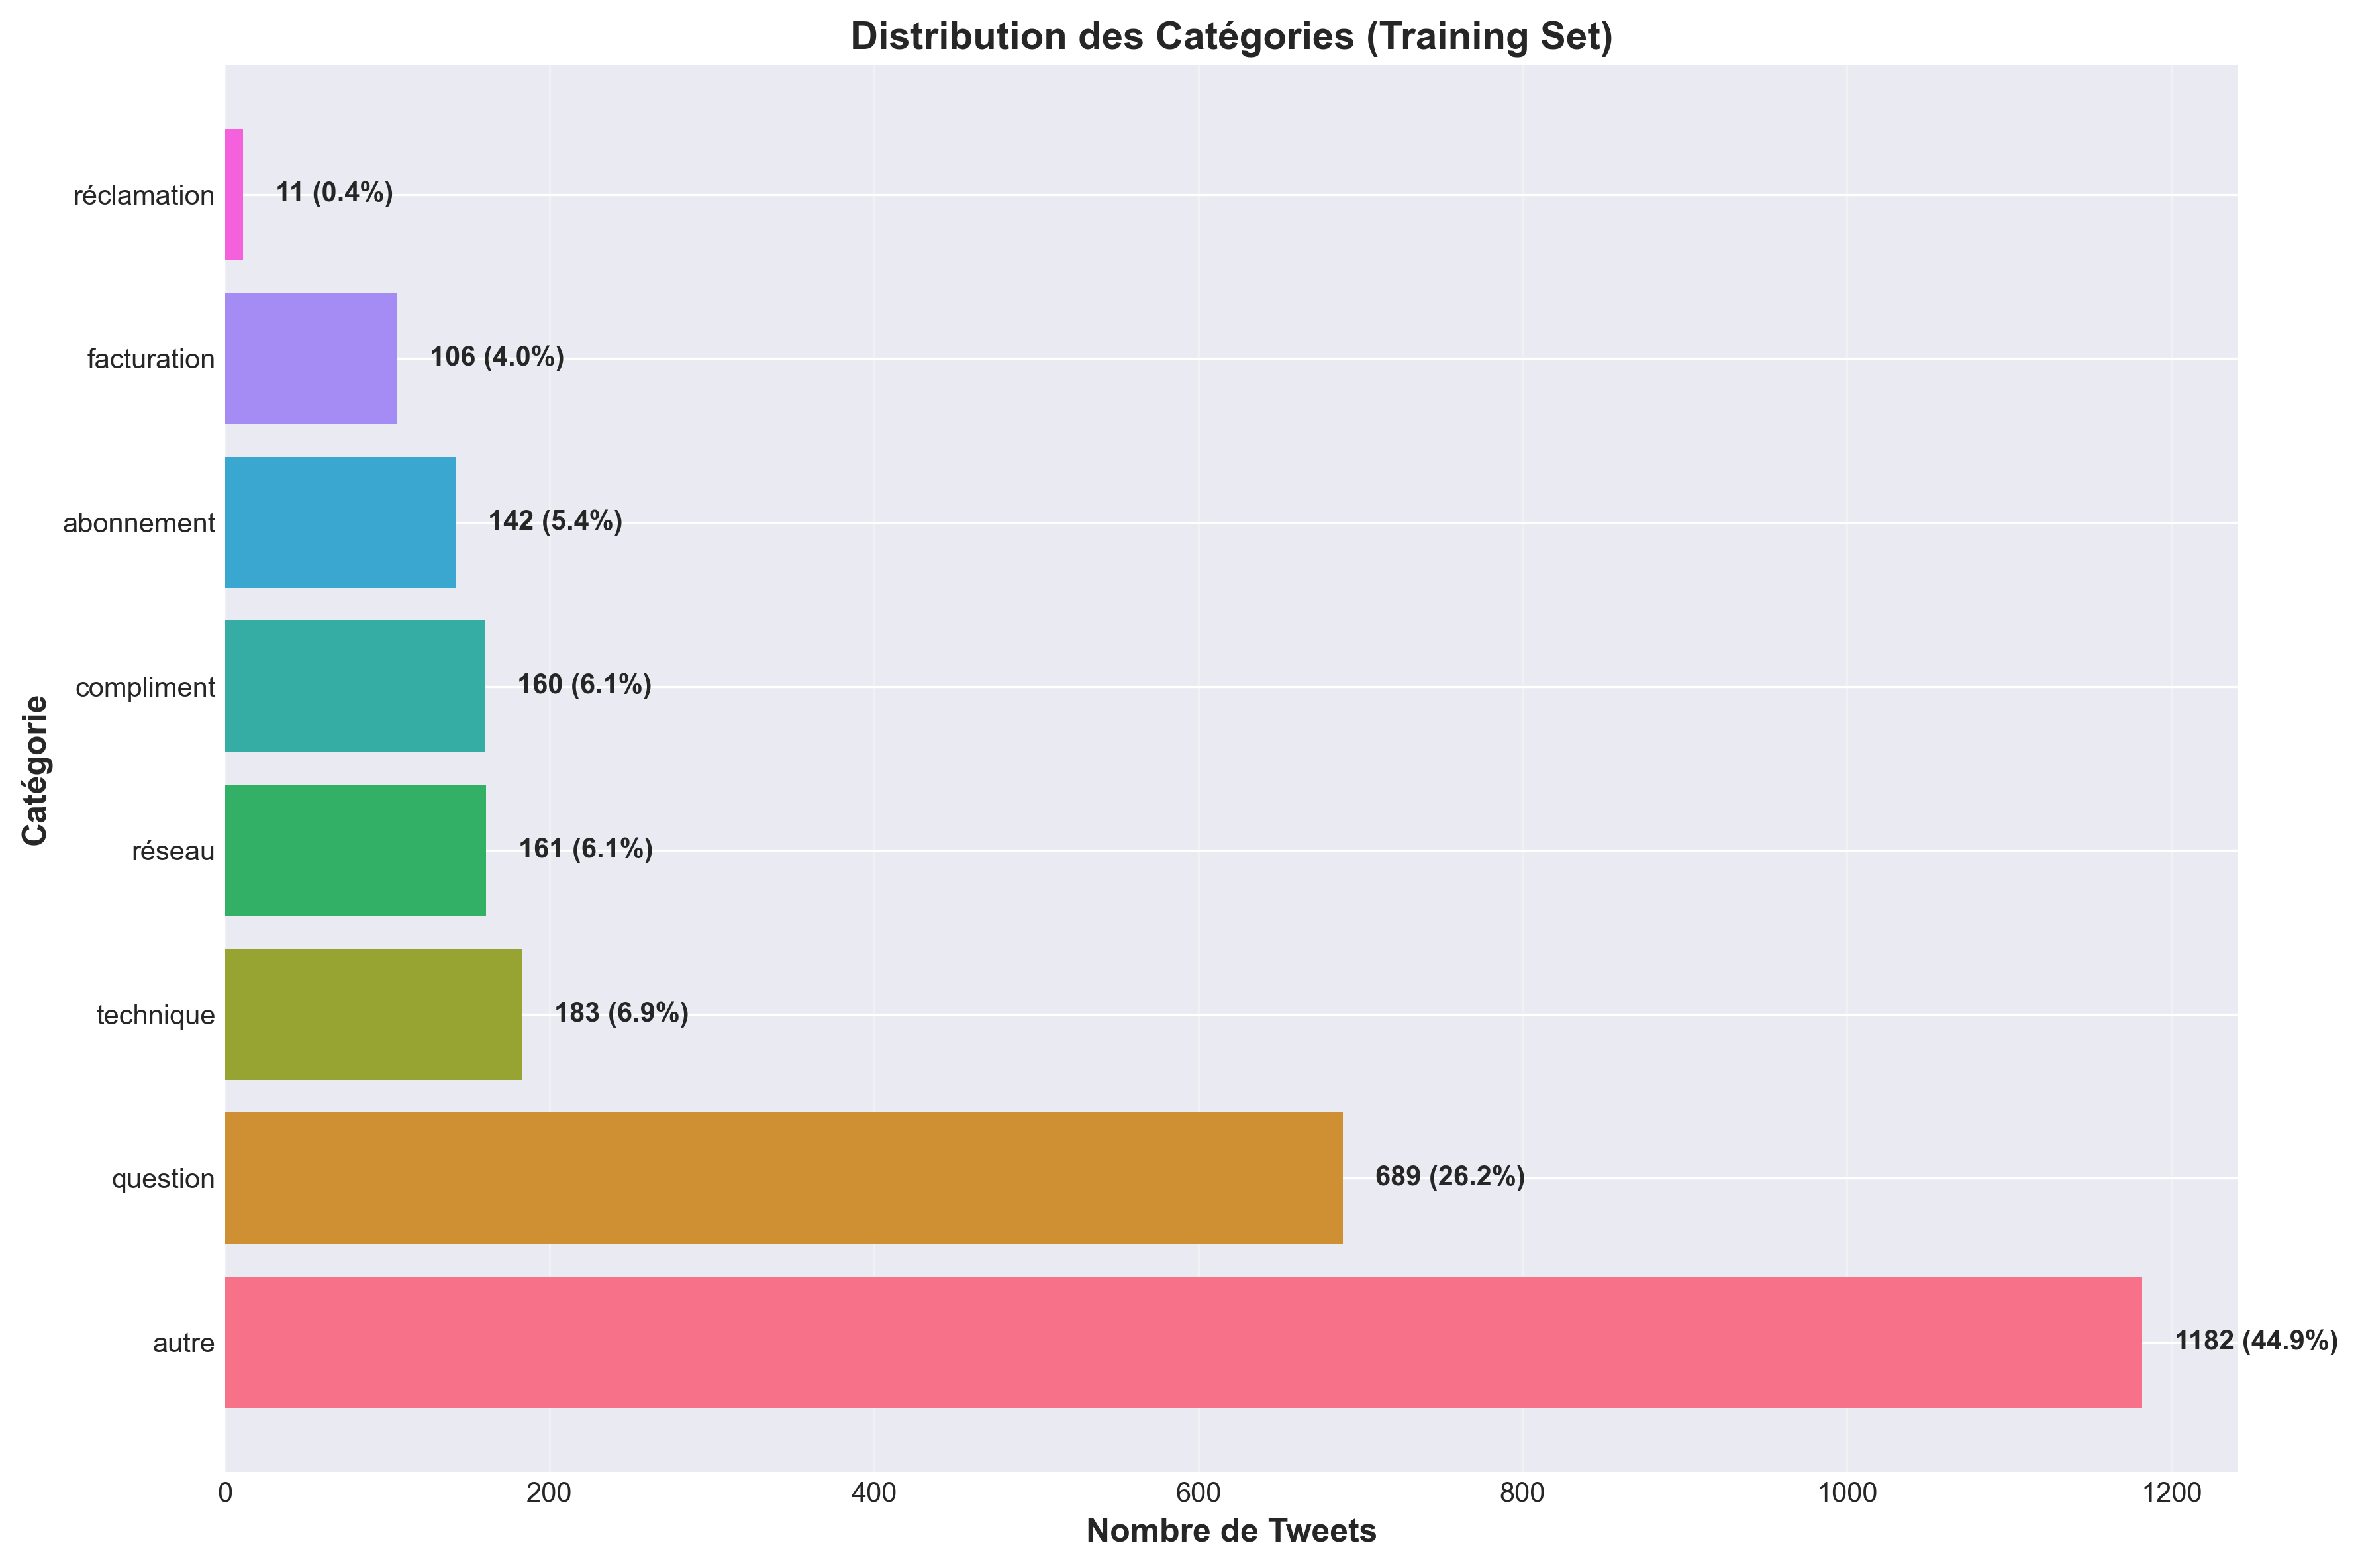 Distribution des Catégories (Training Set)
Catégorie
réclamation 11 (0.4%)
facturation 106 (4.0%)
abonnement 142 (5.4%)
compliment 160 (6.1%)
réseau 161 (6.1%)
technique 183 (6.9%)
question 689 (26.2%)
autre 1182 (44.9%)
0 200 400 600 800 1000 1200
Nombre de Tweets